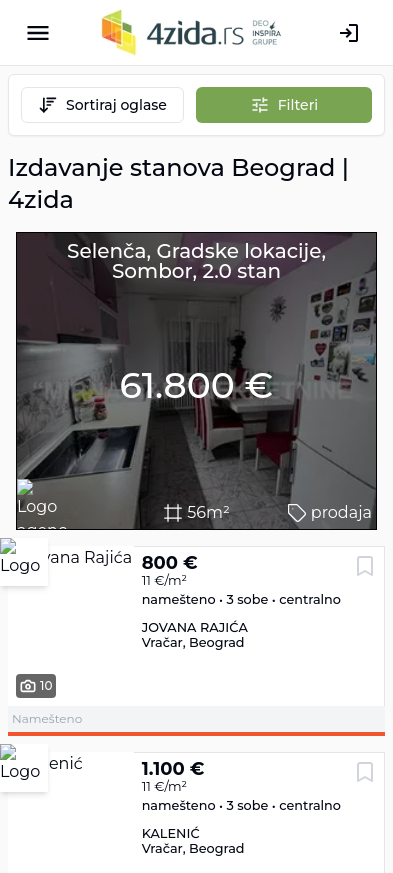 4zida.rs DEO
INSPIRA
GRUPE
Sortiraj oglase
Filteri
Izdavanje stanova Beograd |
4zida
Selenča, Gradske lokacije,
Sombor, 2.0 stan
61.800 €
Logo
56m²
prodaja
Logo
vana Rajića
800 €
11 €/m²
namešteno • 3 sobe • centralno
JOVANA RAJIĆA
Vračar, Beograd
10
Namešteno
Logo
enić
1.100 €
11 €/m²
namešteno • 3 sobe • centralno
KALENIĆ
Vračar, Beograd